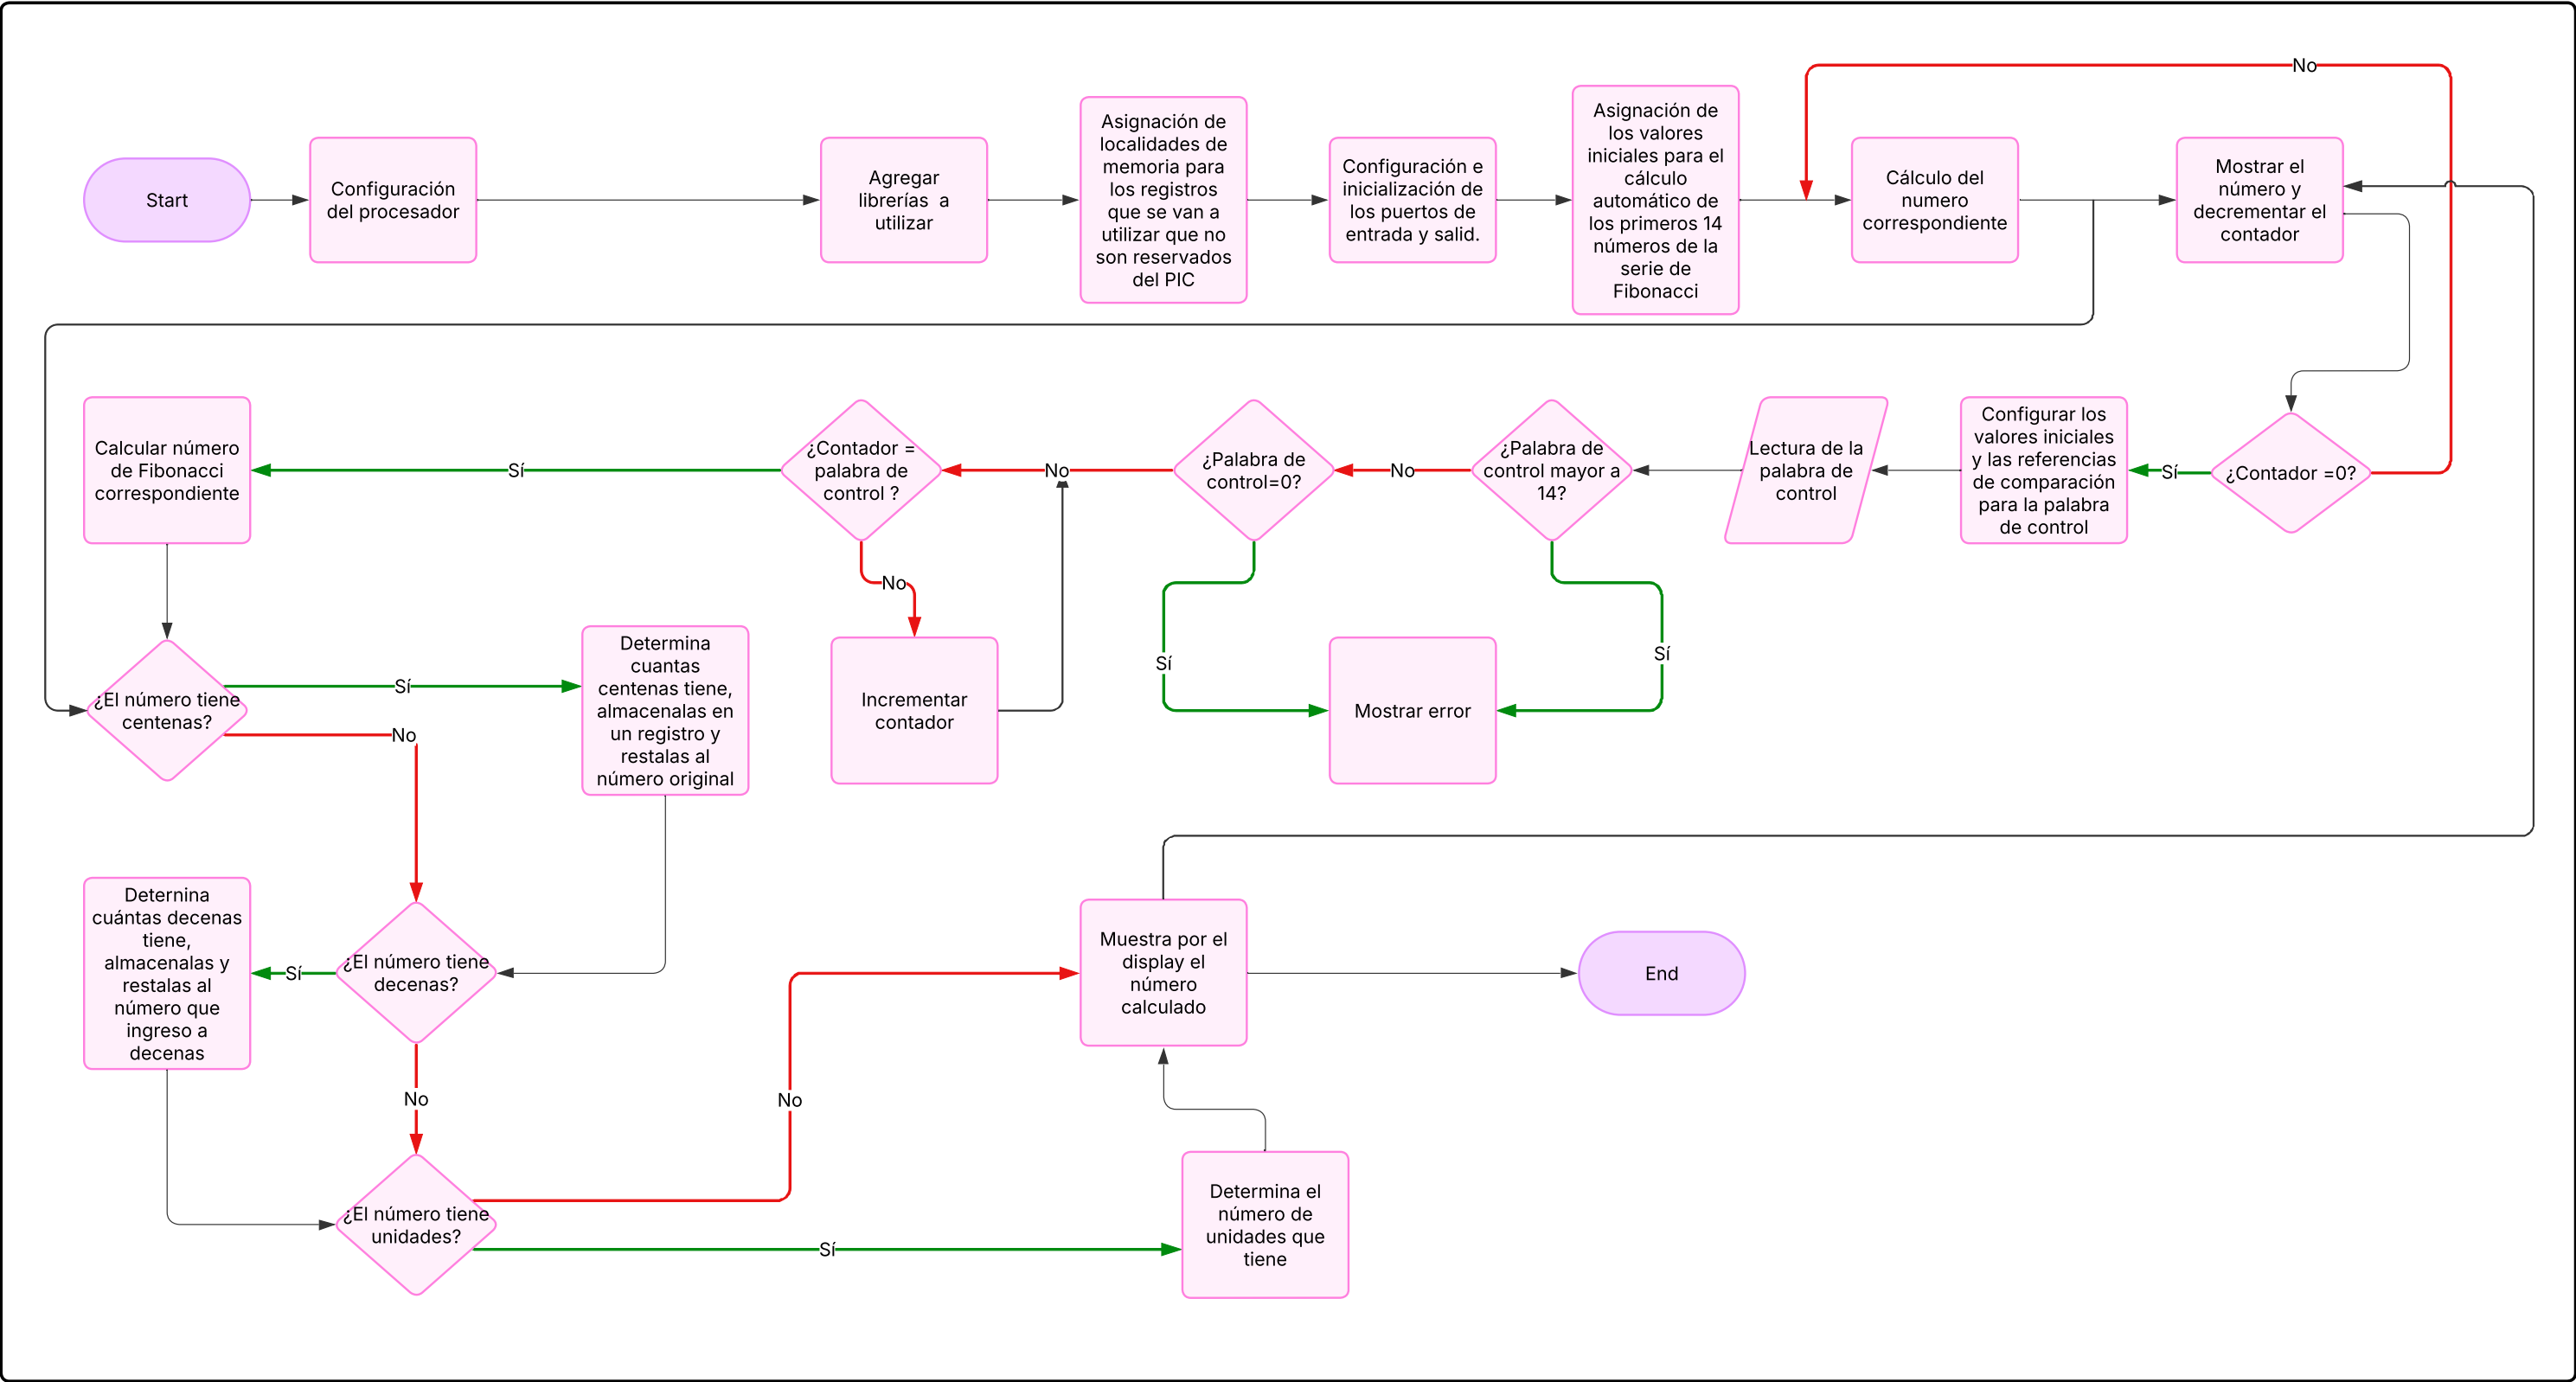 No
Start
Configuración
del procesador
Agregar
librerías  a
utilizar
Asignación de
localidades de
memoria para
los registros
que se van a
utilizar que no
son reservados
del PIC
Configuración e
inicialización de
los puertos de
entrada y salid.
Asignación de
los valores
iniciales para el
cálculo
automático de
los primeros 14
números de la
serie de
Fibonacci
Cálculo del
numero
correspondiente
Mostrar el
número y
decrementar el
contador
Calcular número
de Fibonacci
correspondiente
Sí
¿Contador =
palabra de
control ?
No
¿Palabra de
control=0?
No
¿Palabra de
control mayor a
14?
Lectura de la
palabra de
control
Configurar los
valores iniciales
y las referencias
de comparación
para la palabra
de control
Sí
¿Contador =0?
No
Sí
Sí
¿El número tiene
centenas?
Sí
No
Determina
cuantas
centenas tiene,
almacenalas en
un registro y
restalas al
número original
Incrementar
contador
Mostrar error
Deternina
cuántas decenas
tiene,
almacenalas y
restalas al
número que
ingreso a
decenas
Sí
¿El número tiene
decenas?
Muestra por el
display el
número
calculado
End
No
No
¿El número tiene
unidades?
Sí
Determina el
número de
unidades que
tiene